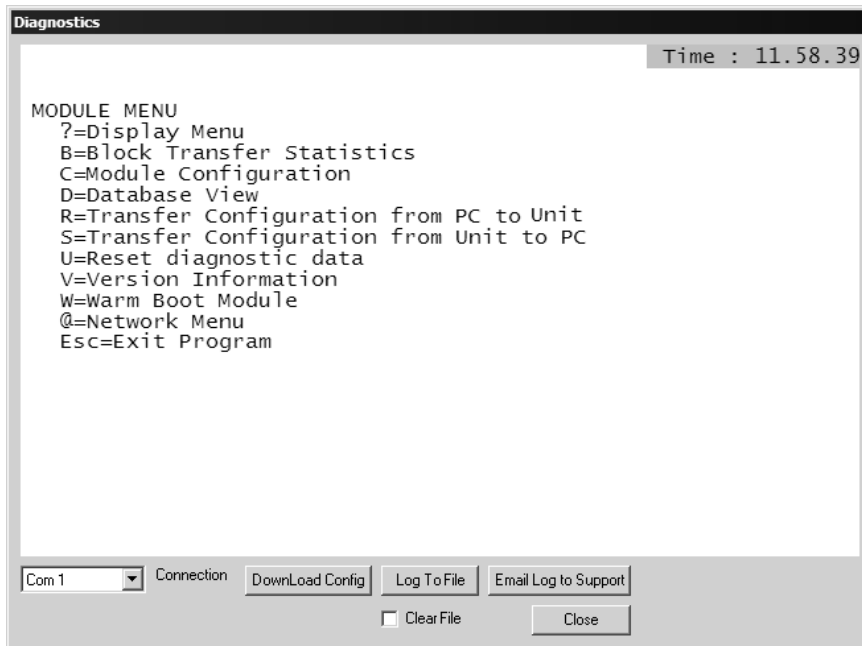 Diagnostics
Time : 11.58.39
MODULE MENU
?=Display Menu
B=Block Transfer Statistics
C=Module Configuration
D=Database View
R=Transfer Configuration from PC to Unit
S=Transfer Configuration from Unit to PC
U=Reset diagnostic data
V=Version Information
W=Warm Boot Module
@=Network Menu
Esc=Exit Program
Com 1
Connection
DownLoad Config
Log To File
Email Log to Support
Clear File
Close